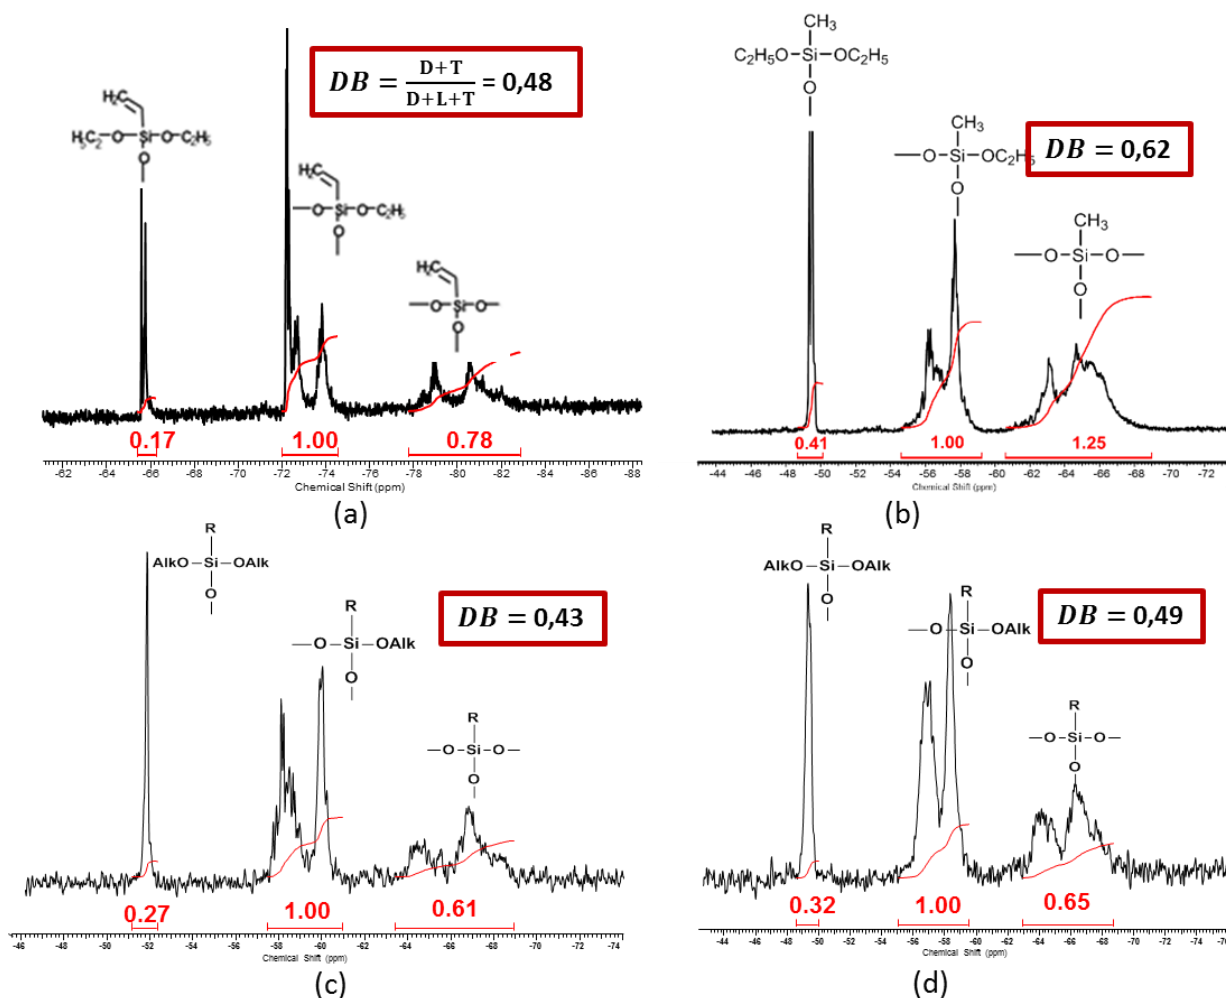 H₂C
H₅C₂—O—Si—O—C₂H₅
O
DB = D+T / D+L+T = 0,48
H₂C
—O—Si—O—C₂H₅
O
H₂C
—O—Si—O—
O
0.17 1.00 0.78
-62 -64 -66 -68 -70 -72 -74 -76 -78 -80 -82 -84 -86 -88
Chemical Shift (ppm)
(a)
CH₃
C₂H₅O—Si—OC₂H₅
O
CH₃
—O—Si—OC₂H₅
O
DB = 0,62
CH₃
—O—Si—O—
O
0.41 1.00 1.25
-44 -46 -48 -50 -52 -54 -56 -58 -60 -62 -64 -66 -68 -70 -72
Chemical Shift (ppm)
(b)
R
AlkO—Si—OAlk
O
R
—O—Si—OAlk
O
DB = 0,43
R
—O—Si—O—
O
0.27 1.00 0.61
-46 -48 -50 -52 -54 -56 -58 -60 -62 -64 -66 -68 -70 -72 -74
Chemical Shift (ppm)
(c)
R
AlkO—Si—OAlk
O
R
—O—Si—OAlk
O
DB = 0,49
R
—O—Si—O—
O
0.32 1.00 0.65
-44 -46 -48 -50 -52 -54 -56 -58 -60 -62 -64 -66 -68 -70 -72 -74 -76
Chemical Shift (ppm)
(d)